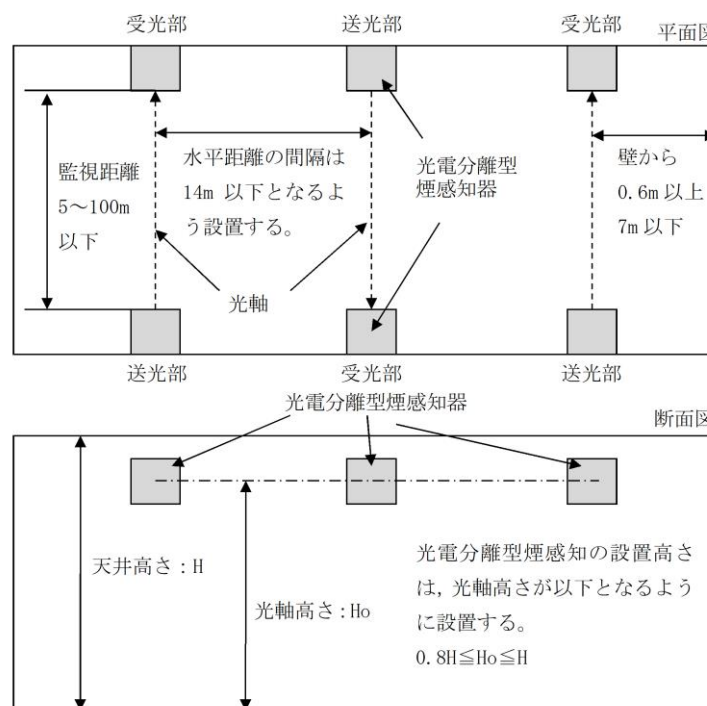 受光部
送光部
受光部
平面図
監視距離
5～100m
以下
水平距離の間隔は
14m 以下となるよ
う設置する。
光電分離型
煙感知器
壁から
0.6m 以上
7m 以下
光軸
送光部
受光部
送光部
光電分離型煙感知器
断面図
天井高さ：H
光軸高さ：Ho
光電分離型煙感知の設置高さ
は，光軸高さが以下となるよう
に設置する。
0.8H≦Ho≦H